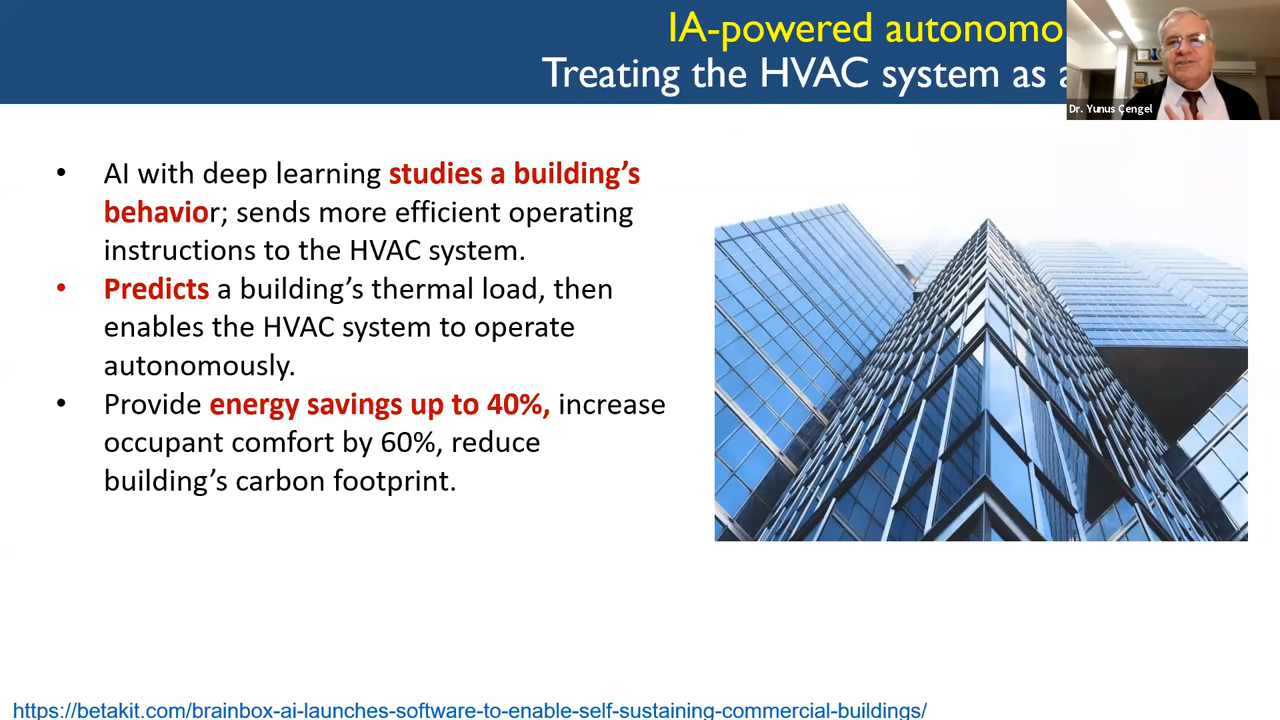 IA-powered autonomo
Treating the HVAC system as a
Dr. Yunus Çengel
• AI with deep learning studies a building’s
behavior; sends more efficient operating
instructions to the HVAC system.
• Predicts a building’s thermal load, then
enables the HVAC system to operate
autonomously.
• Provide energy savings up to 40%, increase
occupant comfort by 60%, reduce
building’s carbon footprint.
https://betakit.com/brainbox-ai-launches-software-to-enable-self-sustaining-commercial-buildings/